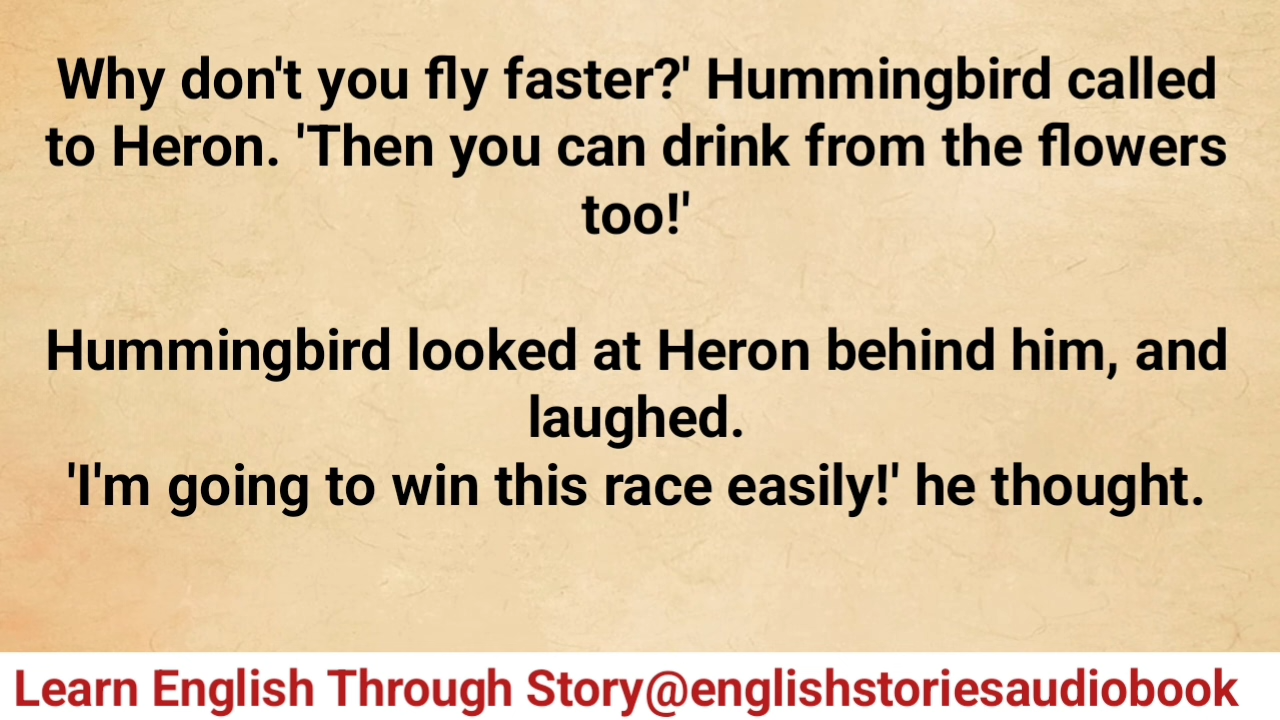 Why don't you fly faster?' Hummingbird called
to Heron. 'Then you can drink from the flowers
too!'
Hummingbird looked at Heron behind him, and
laughed.
'I'm going to win this race easily!' he thought.
Learn English Through Story@englishstoriesaudiobook